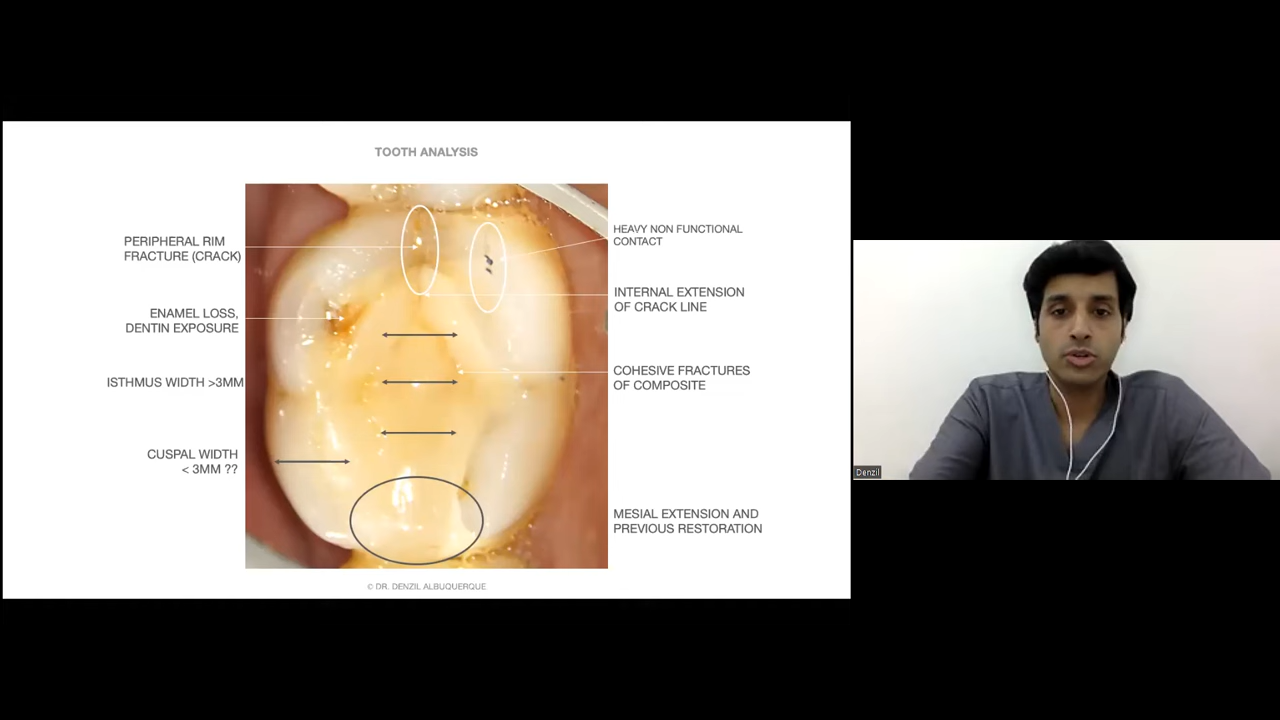 TOOTH ANALYSIS
PERIPHERAL RIM
FRACTURE (CRACK)
ENAMEL LOSS,
DENTIN EXPOSURE
ISTHMUS WIDTH >3MM
CUSPAL WIDTH
< 3MM ??
HEAVY NON FUNCTIONAL
CONTACT
INTERNAL EXTENSION
OF CRACK LINE
COHESIVE FRACTURES
OF COMPOSITE
MESIAL EXTENSION AND
PREVIOUS RESTORATION
© DR. DENZIL ALBUQUERQUE
Denzil